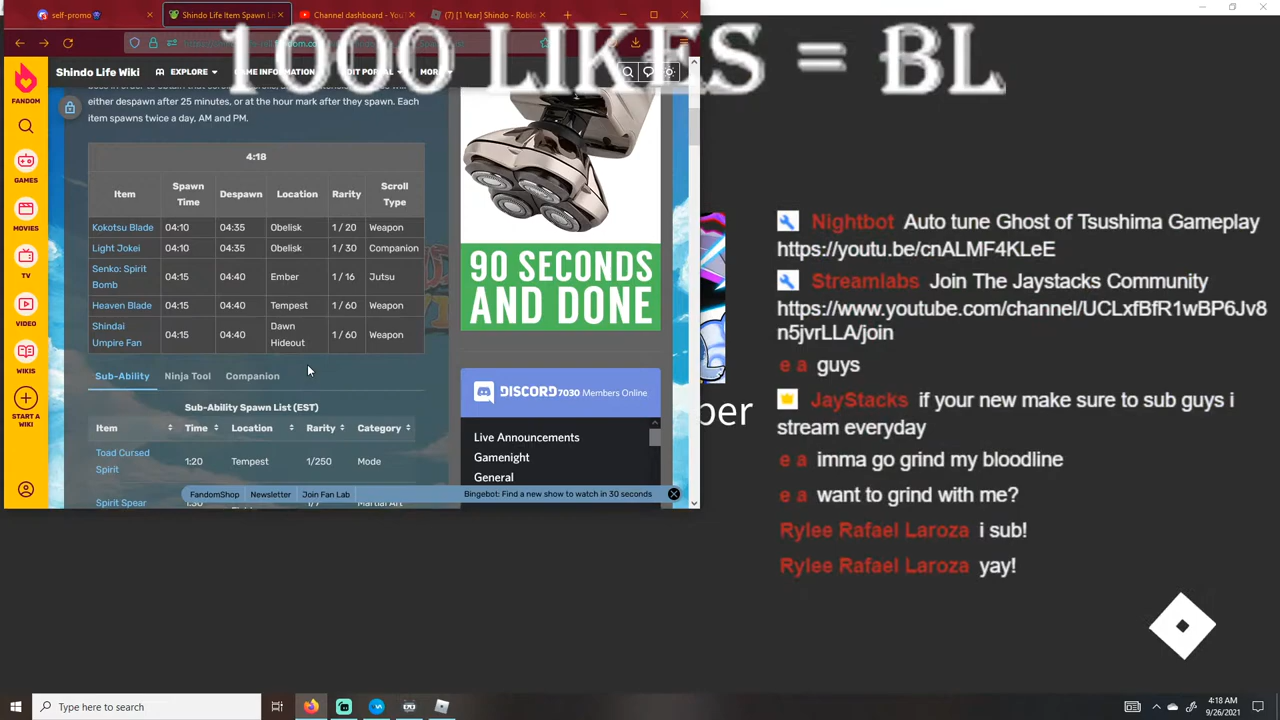 self-promo
Shindo Life Item Spawn Li
Channel dashboard - YouT
(7) [1 Year] Shindo - Roblo
1000 LIKES = BL
Shindo Life Wiki
EXPLORE
GAME INFORMATION
EDIT PORTAL
MORE
FANDOM
GAMES
MOVIES
TV
VIDEO
WIKIS
START A
WIKI
either despawn after 25 minutes, or at the hour mark after they spawn. Each
item spawns twice a day, AM and PM.
4:18
Item Spawn Time Despawn Location Rarity Scroll Type
Kokotsu Blade 04:10 04:35 Obelisk 1 / 20 Weapon
Light Jokei 04:10 04:35 Obelisk 1 / 30 Companion
Senko: Spirit Bomb 04:15 04:40 Ember 1 / 16 Jutsu
Heaven Blade 04:15 04:40 Tempest 1 / 60 Weapon
Shindai Umpire Fan 04:15 04:40 Dawn Hideout 1 / 60 Weapon
Sub-Ability Ninja Tool Companion
Sub-Ability Spawn List (EST)
Item Time Location Rarity Category
Toad Cursed Spirit 1:20 Tempest 1/250 Mode
Spirit Spear 1:30 1/7 Martial Art
FandomShop Newsletter Join Fan Lab Bingebot: Find a new show to watch in 30 seconds
90 SECONDS
AND DONE
DISCORD 7030 Members Online
Live Announcements
Gamenight
General
ber
Nightbot Auto tune Ghost of Tsushima Gameplay
https://youtu.be/cnALMF4KLeE
Streamlabs Join The Jaystacks Community
https://www.youtube.com/channel/UCLxfBfR1wBP6Jv8
n5jvrLLA/join
e a guys
JayStacks if your new make sure to sub guys i
stream everyday
e a imma go grind my bloodline
e a want to grind with me?
Rylee Rafael Laroza i sub!
Rylee Rafael Laroza yay!
Type here to search
4:18 AM
9/26/2021